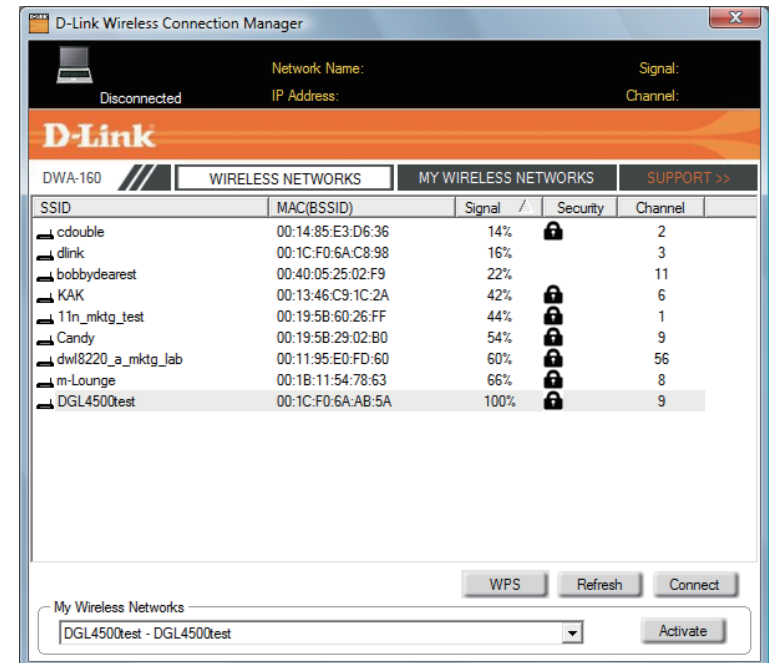 D-Link Wireless Connection Manager
Network Name: Signal:
Disconnected IP Address: Channel:
D-Link
DWA-160 WIRELESS NETWORKS MY WIRELESS NETWORKS SUPPORT >>
SSID MAC(BSSID) Signal Security Channel
cdouble 00:14:85:E3:D6:36 14% 2
dlink 00:1C:F0:6A:C8:98 16% 3
bobbydearest 00:40:05:25:02:F9 22% 11
KAK 00:13:46:C9:1C:2A 42% 6
11n_mktg_test 00:19:5B:60:26:FF 44% 1
Candy 00:19:5B:29:02:B0 54% 9
dwl8220_a_mktg_lab 00:11:95:E0:FD:60 60% 56
m-Lounge 00:1B:11:54:78:63 66% 8
DGL4500test 00:1C:F0:6A:AB:5A 100% 9
WPS Refresh Connect
My Wireless Networks
DGL4500test - DGL4500test Activate